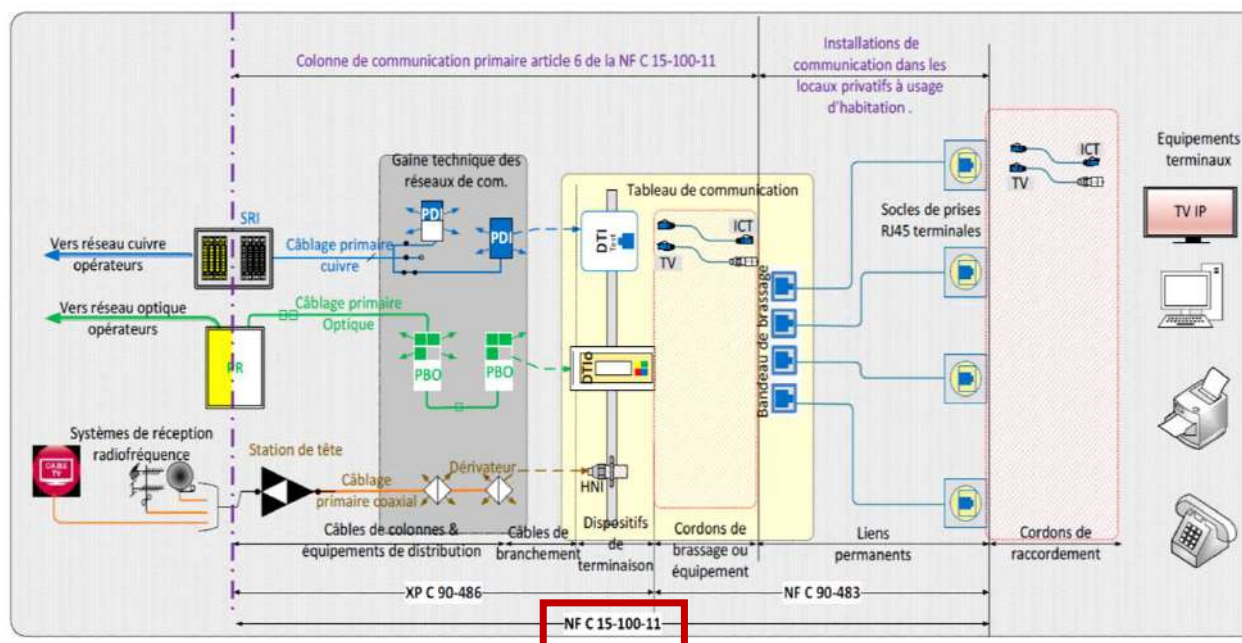 Colonne de communication primaire article 6 de la NF C 15-100-11
Installations de
communication dans les
locaux privatifs à usage
d'habitation .
Gaine technique des
réseaux de com.
Tableau de communication
ICT
TV
Equipements
terminaux
TV IP
SRI
PDI
PDI
DTI
Test
ICT
TV
Socles de prises
RJ45 terminales
Vers réseau cuivre
opérateurs
Câblage primaire
cuivre
Vers réseau optique
opérateurs
Câblage primaire
Optique
PR
PBO
PBO
DTIo
Bandeau de brassage
Systèmes de réception
radiofréquence
CABLE
TV
Station de tête
Câblage
primaire coaxial
Dérivateur
HNI
Câbles de colonnes &
équipements de distribution
Câbles de
branchement
Dispositifs
de
terminaison
Cordons de
brassage ou
équipement
Liens
permanents
Cordons de
raccordement
XP C 90-486
NF C 90-483
NF C 15-100-11